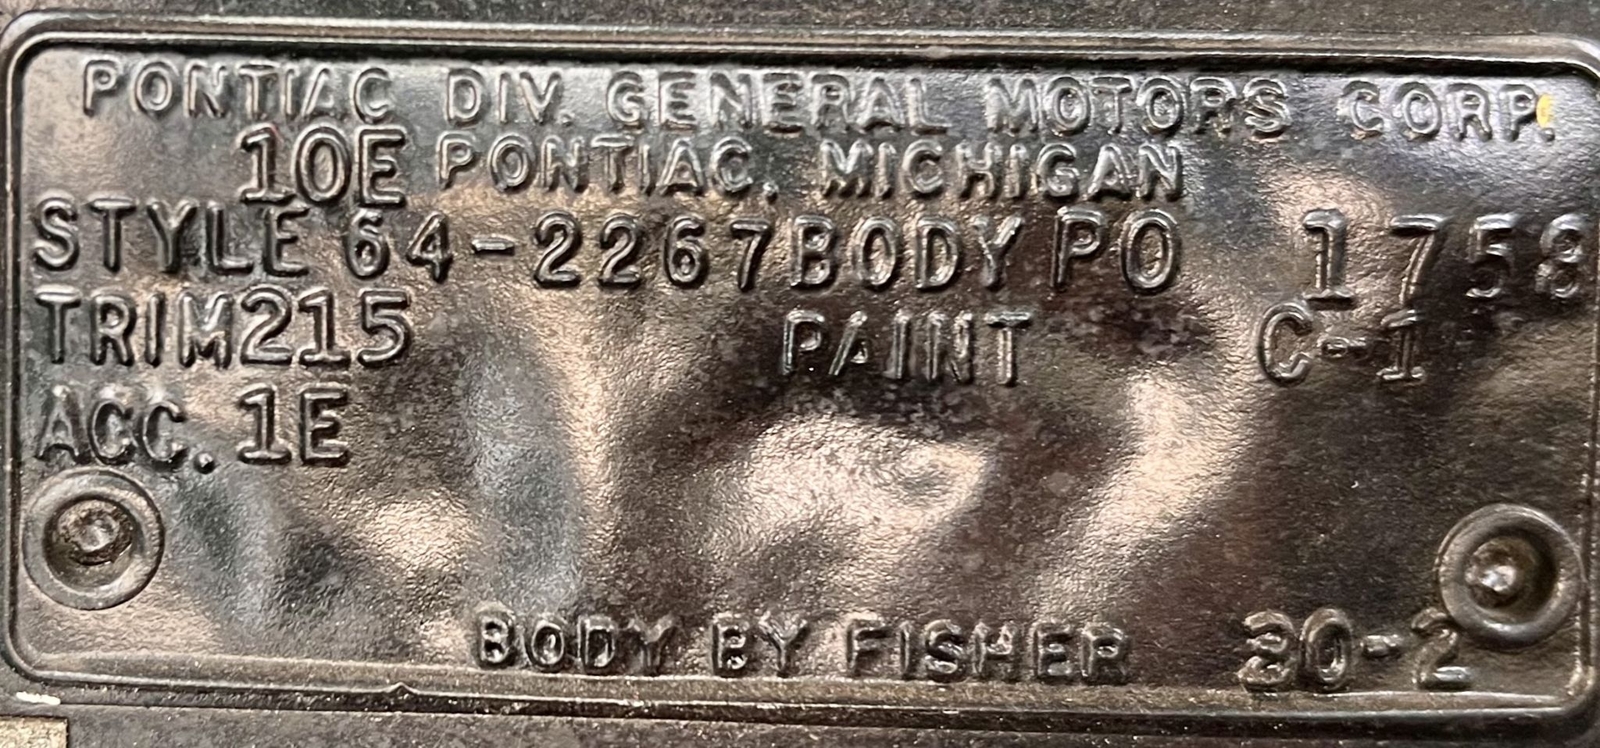 PONTIAC DIV. GENERAL MOTORS CORP.
10E PONTIAC, MICHIGAN
STYLE 64-2267 BODY PO 1758
TRIM 215 PAINT C-1
ACC. 1E
BODY BY FISHER 30-2